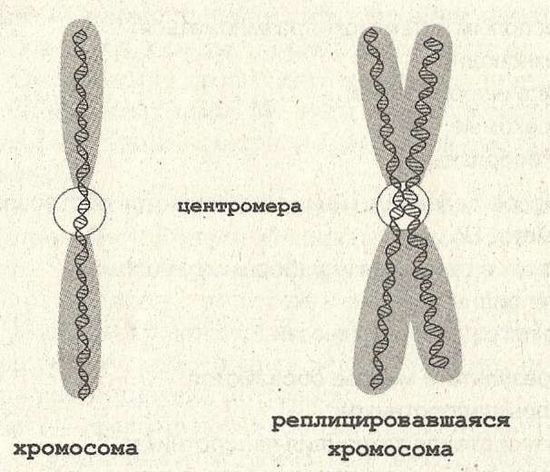 центромера
хромосома
реплицировавшаяся
хромосома